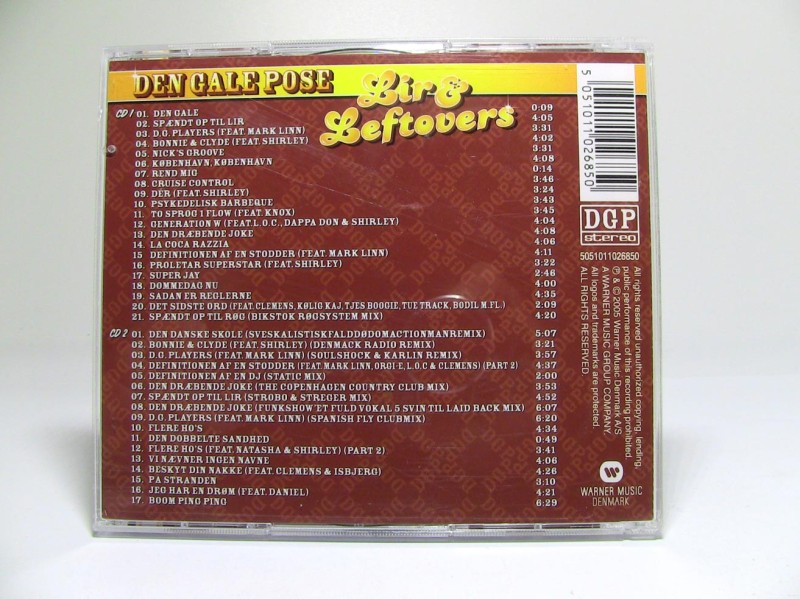 DEN GALE POSE
Lir &
Leftovers
CD 1 01. DEN GALE 0:09
02. SPÆNDT OP TIL LIR 4:05
03. D.G. PLAYERS (FEAT. MARK LINN) 3:31
04. BONNIE & CLYDE (FEAT. SHIRLEY) 4:02
05. NICK'S GROOVE 3:31
06. KØBENHAVN, KØBENHAVN 4:08
07. REND MIG 0:14
08. CRUISE CONTROL 3:46
09. DÉR (FEAT. SHIRLEY) 3:24
10. PSYKEDELISK BARBEQUE 3:43
11. TO SPROG 1 FLOW (FEAT. KNOX) 3:45
12. GENERATION W (FEAT. L.O.C., DAPPA DON & SHIRLEY) 4:04
13. DEN DRÆBENDE JOKE 4:08
14. LA COCA RAZZIA 4:06
15. DEFINITIONEN AF EN STODDER (FEAT. MARK LINN) 4:11
16. PROLETAR SUPERSTAR (FEAT. SHIRLEY) 3:22
17. SUPER JAY 2:46
18. DOMMEDAG NU 4:00
19. SÅDAN ER REGLERNE 4:35
20. DET SIDSTE ORD (FEAT. CLEMENS, KØLIG KAJ, TJES BOOGIE, TUE TRACK, BODIL M.FL.) 2:09
21. SPÆNDT OP TIL RØG (BIKSTOK RØGSYSTEM MIX) 4:20
CD 2 01. DEN DANSKE SKOLE (SVESKALISTISKFALDDØDOMACTIONMANREMIX) 5:07
02. BONNIE & CLYDE (FEAT. SHIRLEY) (DENMACK RADIO REMIX) 3:21
03. D.G. PLAYERS (FEAT. MARK LINN) (SOULSHOCK & KARLIN REMIX) 3:57
04. DEFINITIONEN AF EN STODDER (FEAT. MARK LINN, ORGI-E, L.O.C & CLEMENS) (PART 2) 4:37
05. DEFINITIONEN AF EN DJ (STATIC MIX) 2:00
06. DEN DRÆBENDE JOKE (THE COPENHAGEN COUNTRY CLUB MIX) 3:53
07. SPÆNDT OP TIL LIR (STROBO & STREGER MIX) 4:52
08. DEN DRÆBENDE JOKE (FUNKSHOW'ET FULD VOKAL 5 SVIN TIL LAID BACK MIX) 6:07
09. D.G. PLAYERS (FEAT. MARK LINN) (SPANISH FLY CLUBMIX) 6:20
10. FLERE HO'S 4:34
11. DEN DOBBELTE SANDHED 0:49
12. FLERE HO'S (FEAT. NATASHA & SHIRLEY) (PART 2) 3:41
13. VI NÆVNER INGEN NAVNE 4:06
14. BESKYT DIN NAKKE (FEAT. CLEMENS & ISBJERG) 4:26
15. PÅ STRANDEN 3:10
16. JEG HAR EN DRØM (FEAT. DANIEL) 4:21
17. BOOM PING PING 6:29
5 051011 026850
DGP
stereo
5051011026850
All rights reserved unauthorized copying, lending,
public performance of this recording prohibited
℗ & © 2005 Warner Music Denmark A/S
A WARNER MUSIC GROUP COMPANY.
All logos and trademarks are protected.
ALL RIGHTS RESERVED
WARNER MUSIC
DENMARK